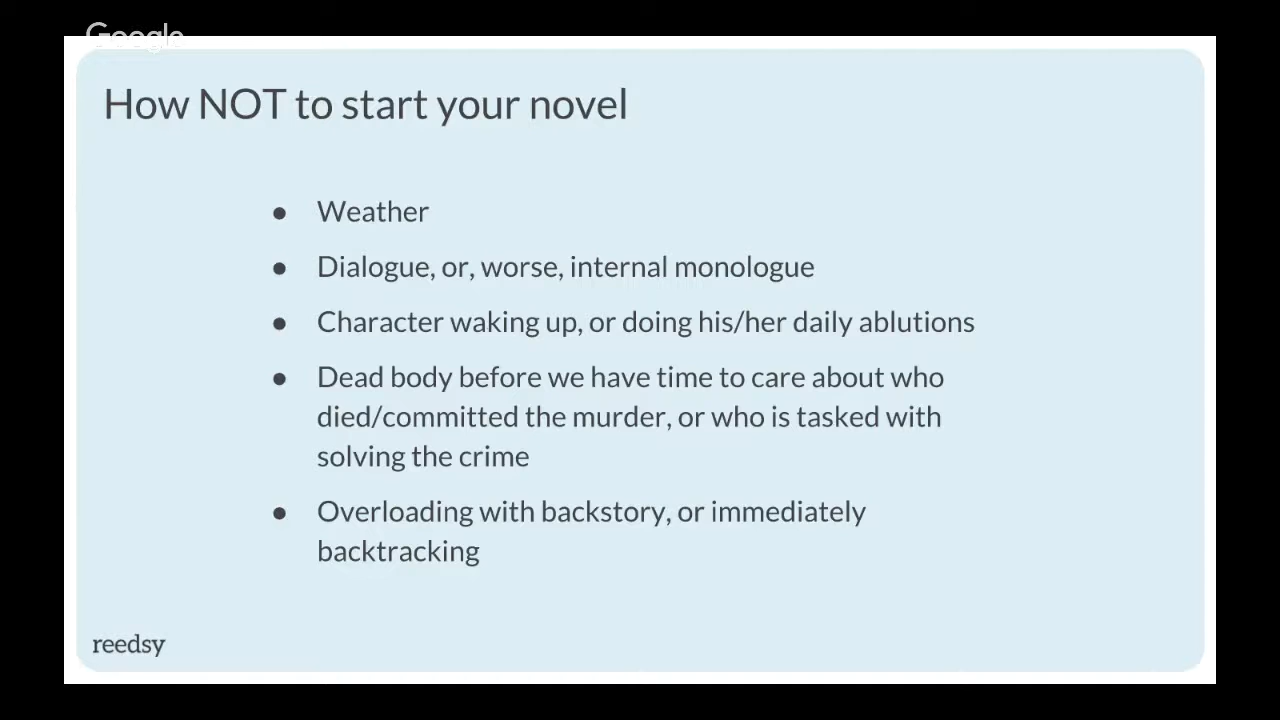 Google
How NOT to start your novel
● Weather
● Dialogue, or, worse, internal monologue
● Character waking up, or doing his/her daily ablutions
● Dead body before we have time to care about who
died/committed the murder, or who is tasked with
solving the crime
● Overloading with backstory, or immediately
backtracking
reedsy